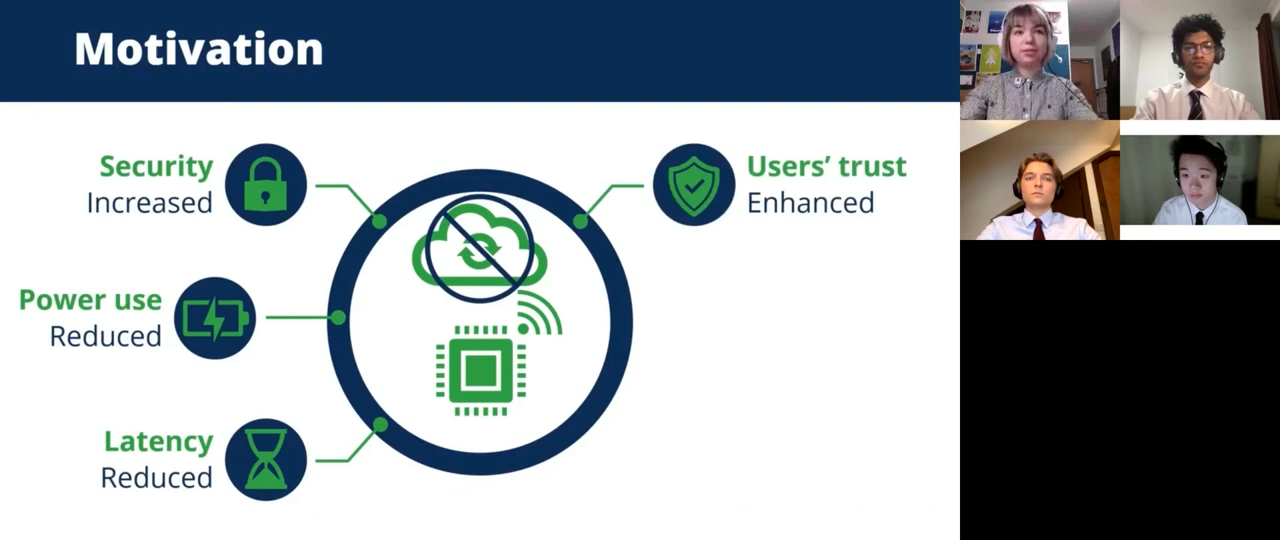 Motivation
Security
Increased
Power use
Reduced
Latency
Reduced
Users’ trust
Enhanced